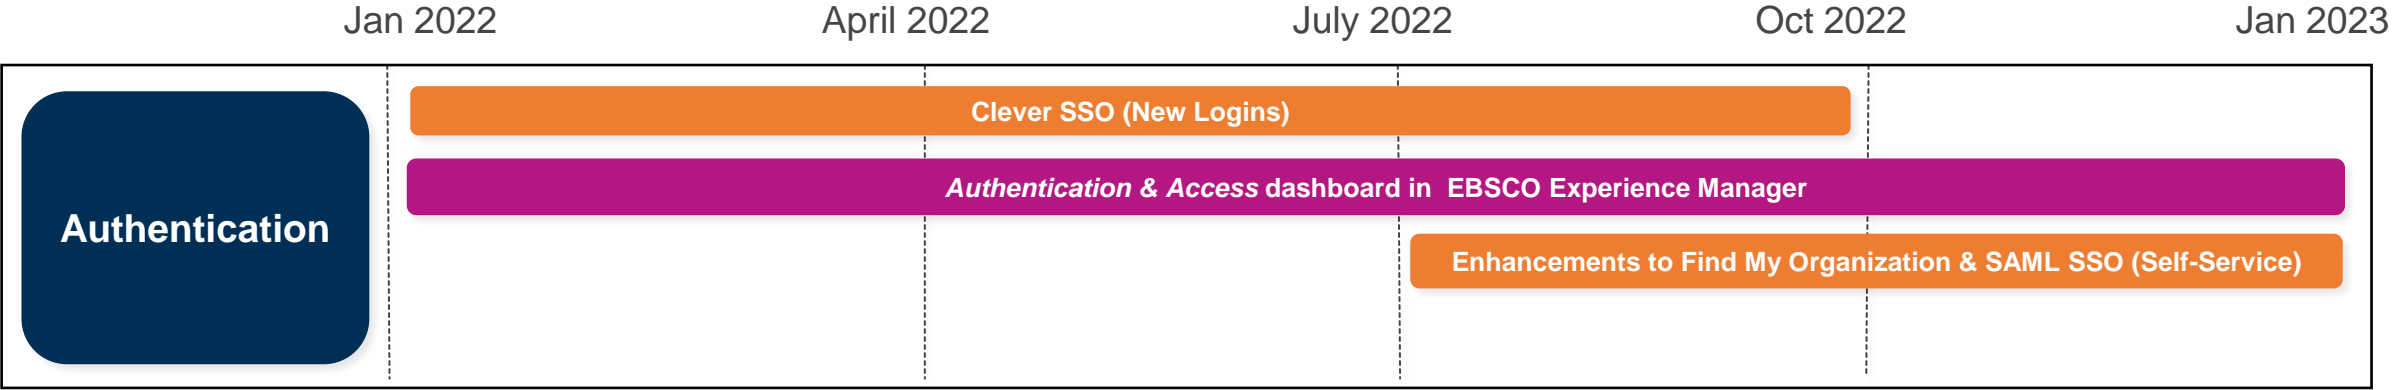 Jan 2022 April 2022 July 2022 Oct 2022 Jan 2023
Clever SSO (New Logins)
Authentication & Access dashboard in EBSCO Experience Manager
Authentication
Enhancements to Find My Organization & SAML SSO (Self-Service)